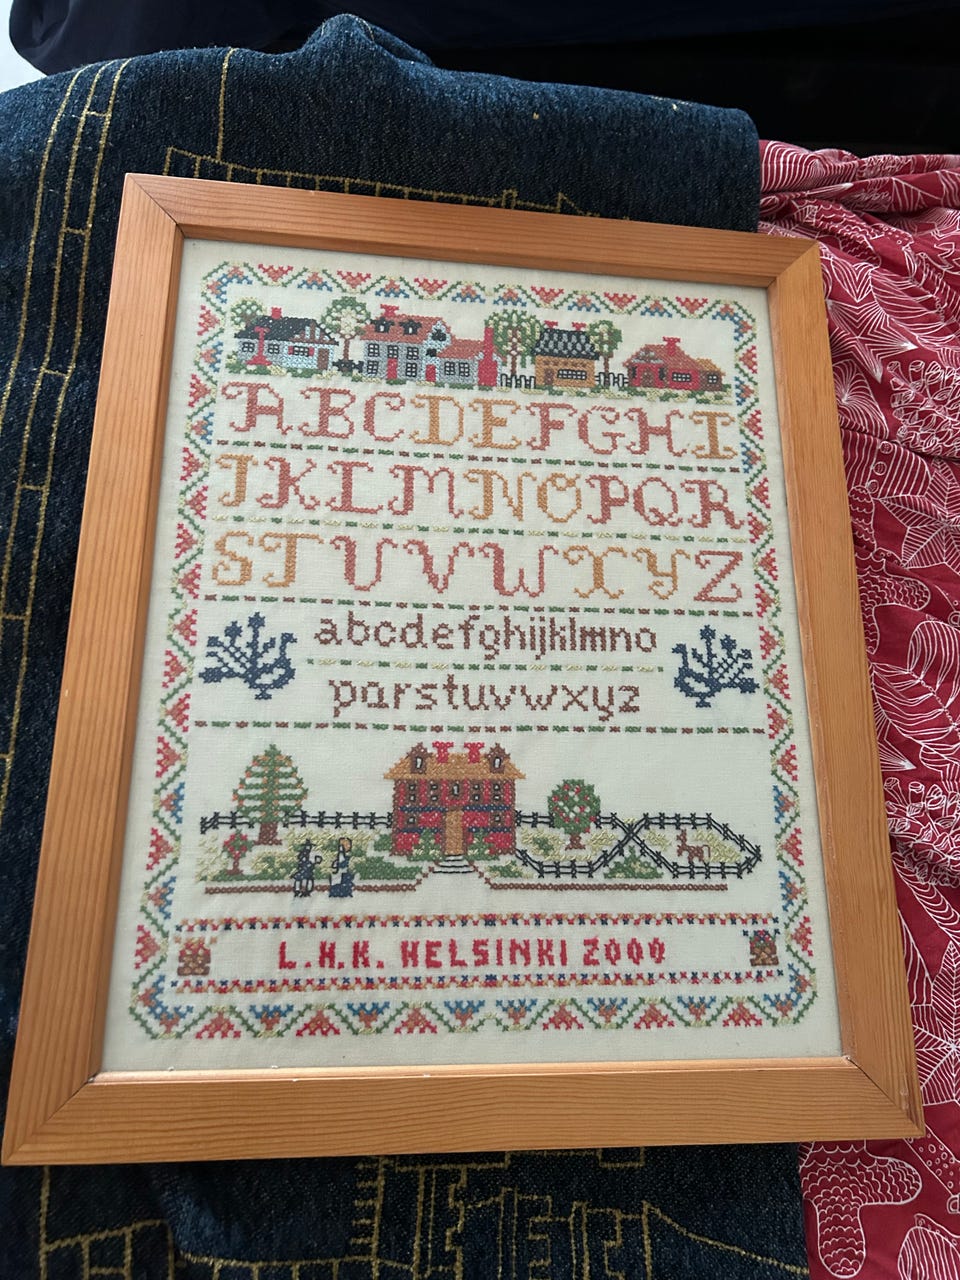 ABCDEFGHI
JKLMNOPQR
STUVWXYZ
abcdefghijklmno
pqrstuvwxyz
L.H.K. HELSINKI 2000